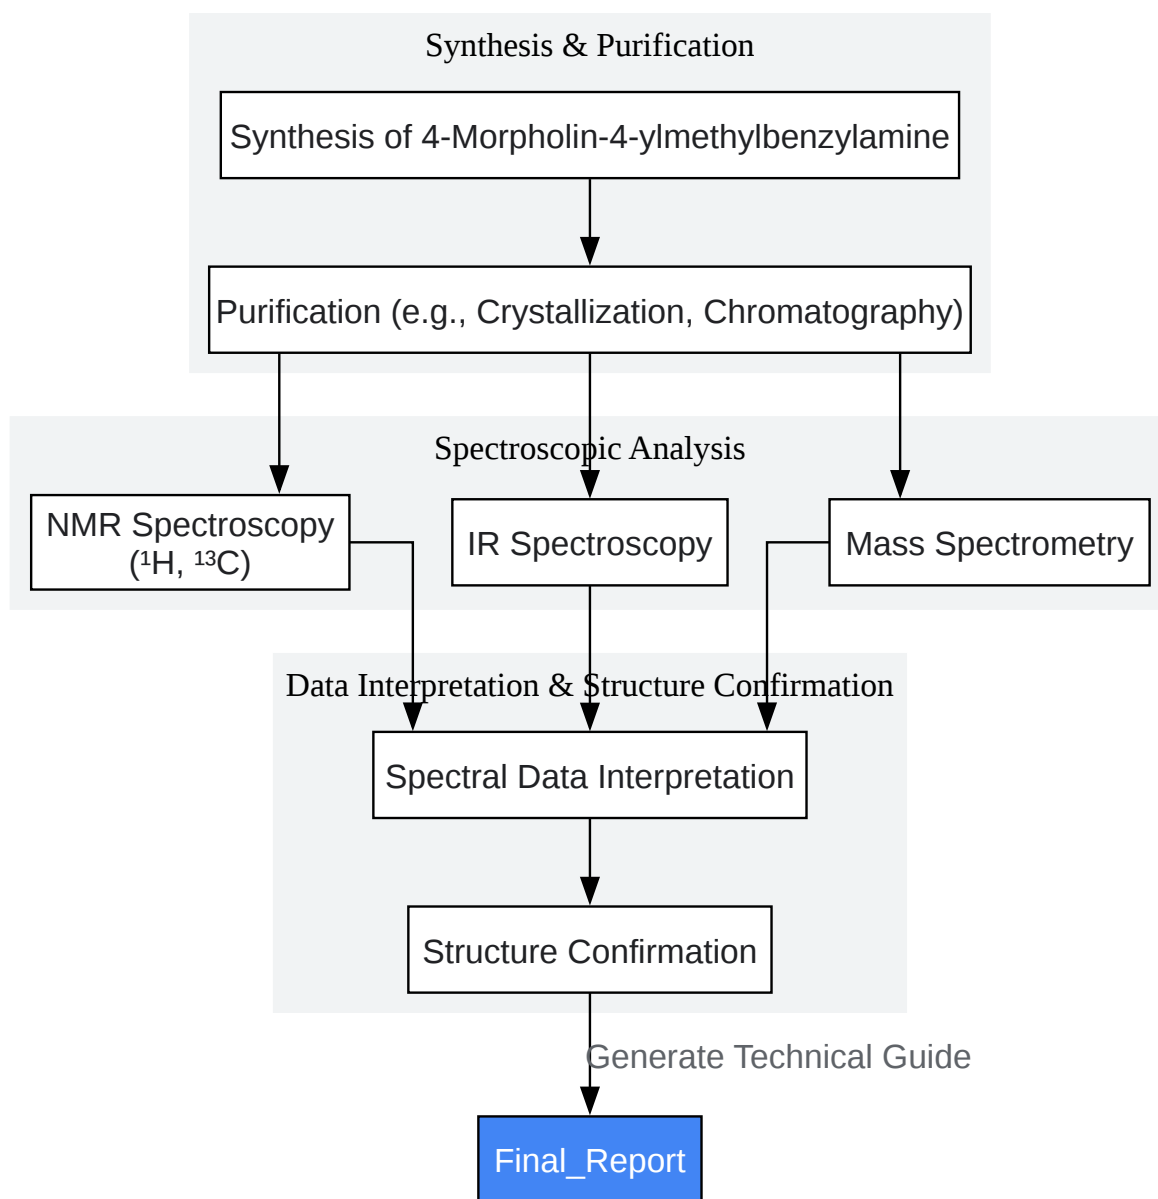 Synthesis & Purification
Synthesis of 4-Morpholin-4-ylmethylbenzylamine
Purification (e.g., Crystallization, Chromatography)
Spectroscopic Analysis
NMR Spectroscopy
(¹H, ¹³C)
IR Spectroscopy
Mass Spectrometry
Data Interpretation & Structure Confirmation
Spectral Data Interpretation
Structure Confirmation
Generate Technical Guide
Final_Report